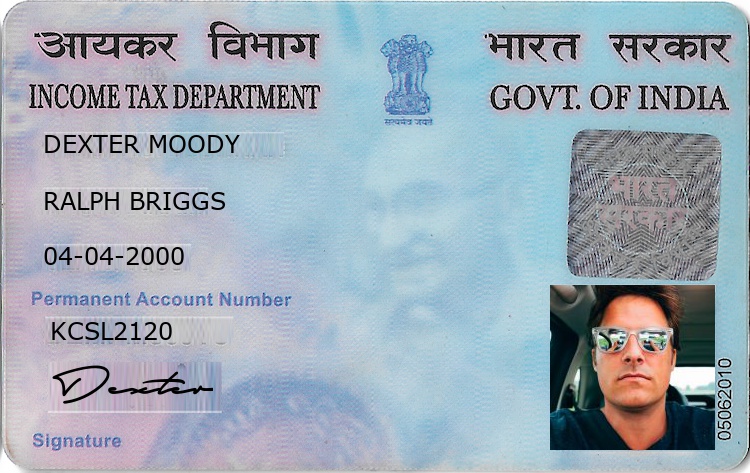 आयकर विभाग
भारत सरकार
INCOME TAX DEPARTMENT
GOVT. OF INDIA
सत्यमेव जयते
DEXTER MOODY
भारत
सरकार
RALPH BRIGGS
04-04-2000
Permanent Account Number
KCSL2120
Dexter
05062010
Signature